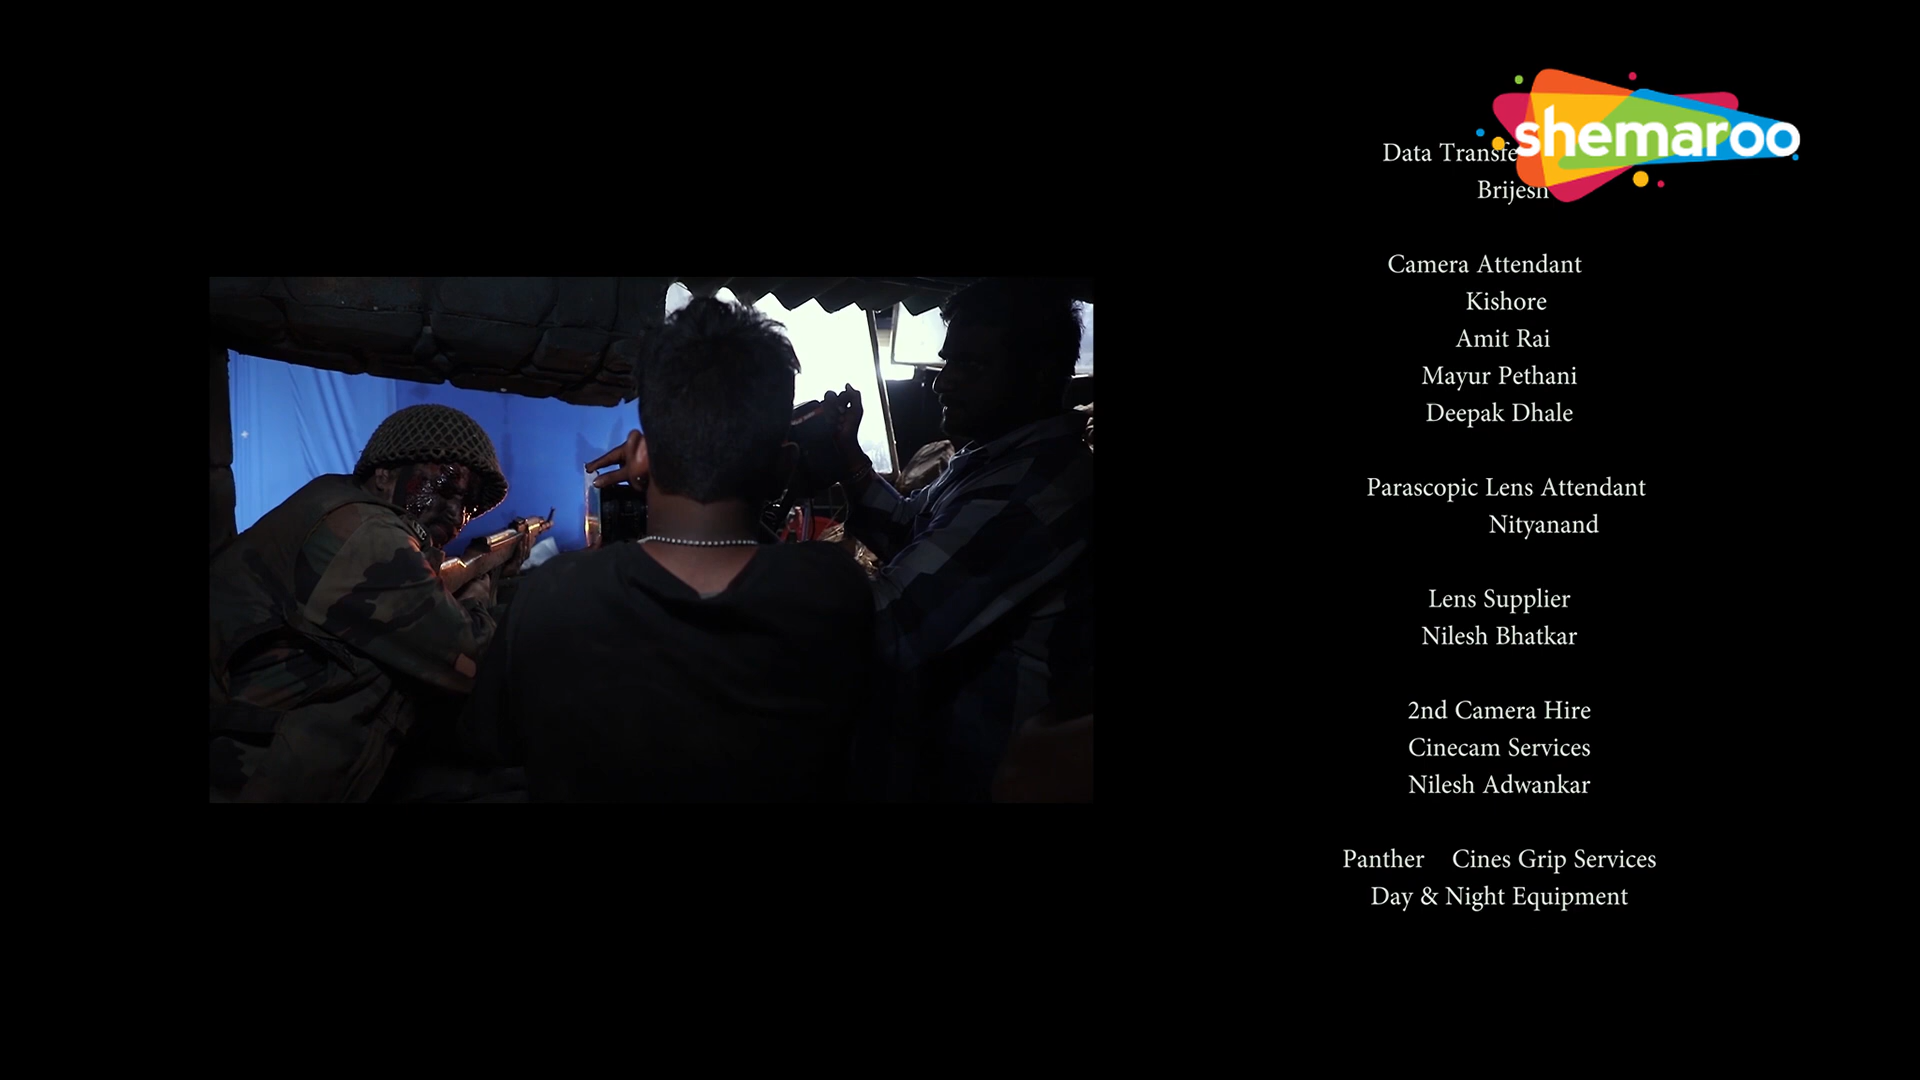 shemaroo
Data Transfe
Brijesh
Camera Attendant
Kishore
Amit Rai
Mayur Pethani
Deepak Dhale
Parascopic Lens Attendant
Nityanand
Lens Supplier
Nilesh Bhatkar
2nd Camera Hire
Cinecam Services
Nilesh Adwankar
Panther Cines Grip Services
Day & Night Equipment